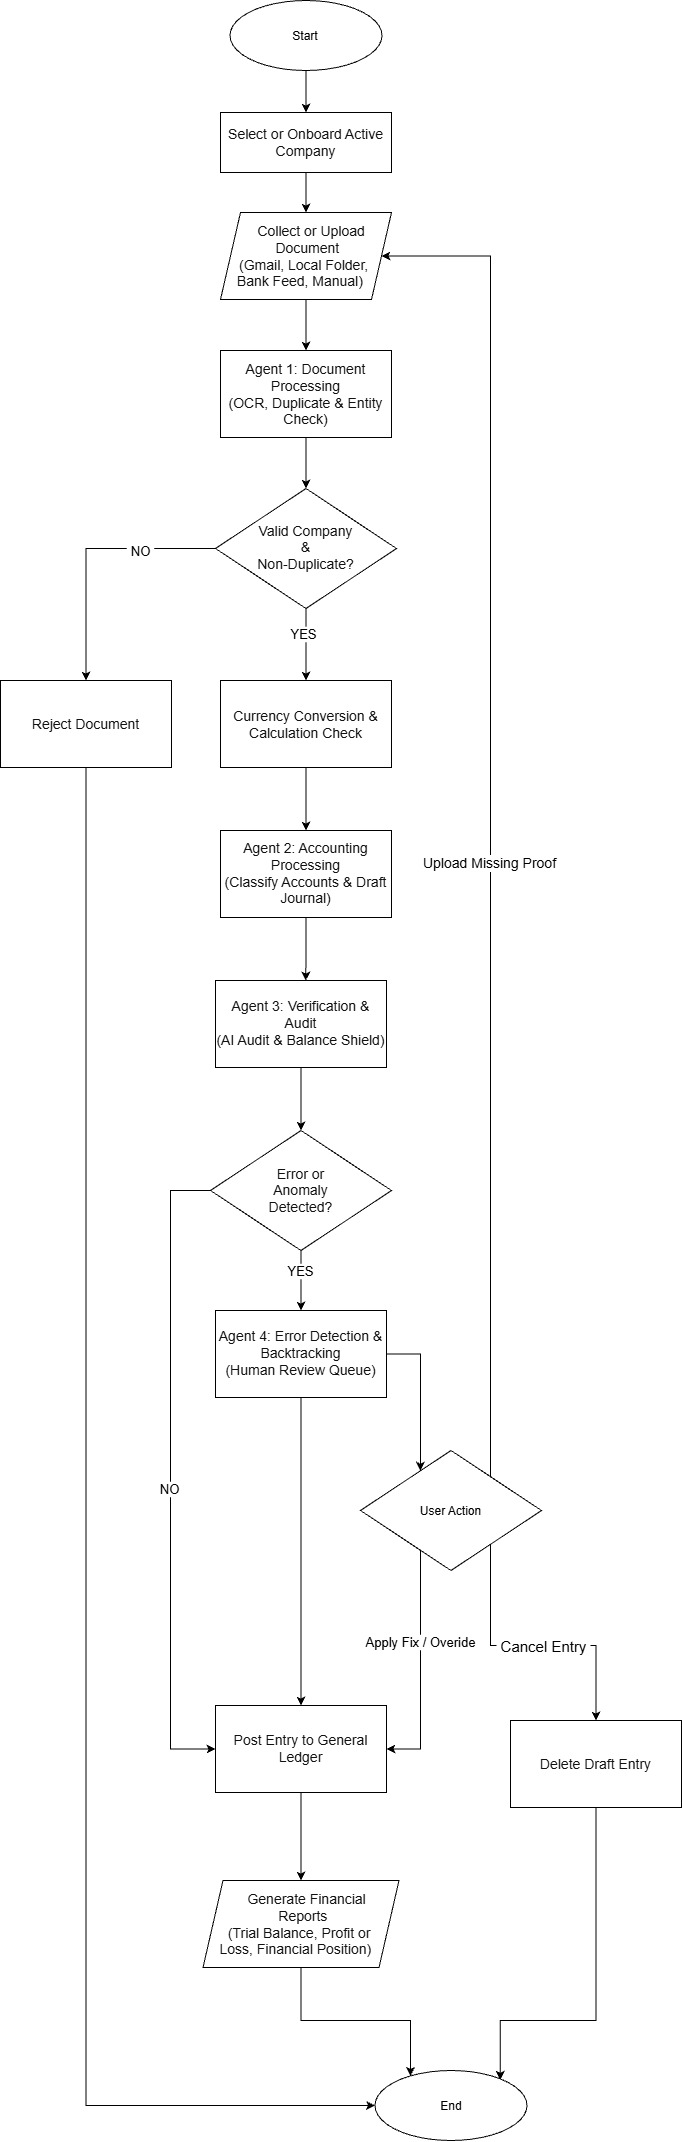 Start
Select or Onboard Active
Company
Collect or Upload
Document
(Gmail, Local Folder,
Bank Feed, Manual)
Agent 1: Document
Processing
(OCR, Duplicate & Entity
Check)
Valid Company
&
Non-Duplicate?
NO
YES
Reject Document
Currency Conversion &
Calculation Check
Agent 2: Accounting
Processing
(Classify Accounts & Draft
Journal)
Upload Missing Proof
Agent 3: Verification &
Audit
(AI Audit & Balance Shield)
Error or
Anomaly
Detected?
YES
Agent 4: Error Detection &
Backtracking
(Human Review Queue)
NO
User Action
Apply Fix / Overide
Cancel Entry
Post Entry to General
Ledger
Delete Draft Entry
Generate Financial
Reports
(Trial Balance, Profit or
Loss, Financial Position)
End